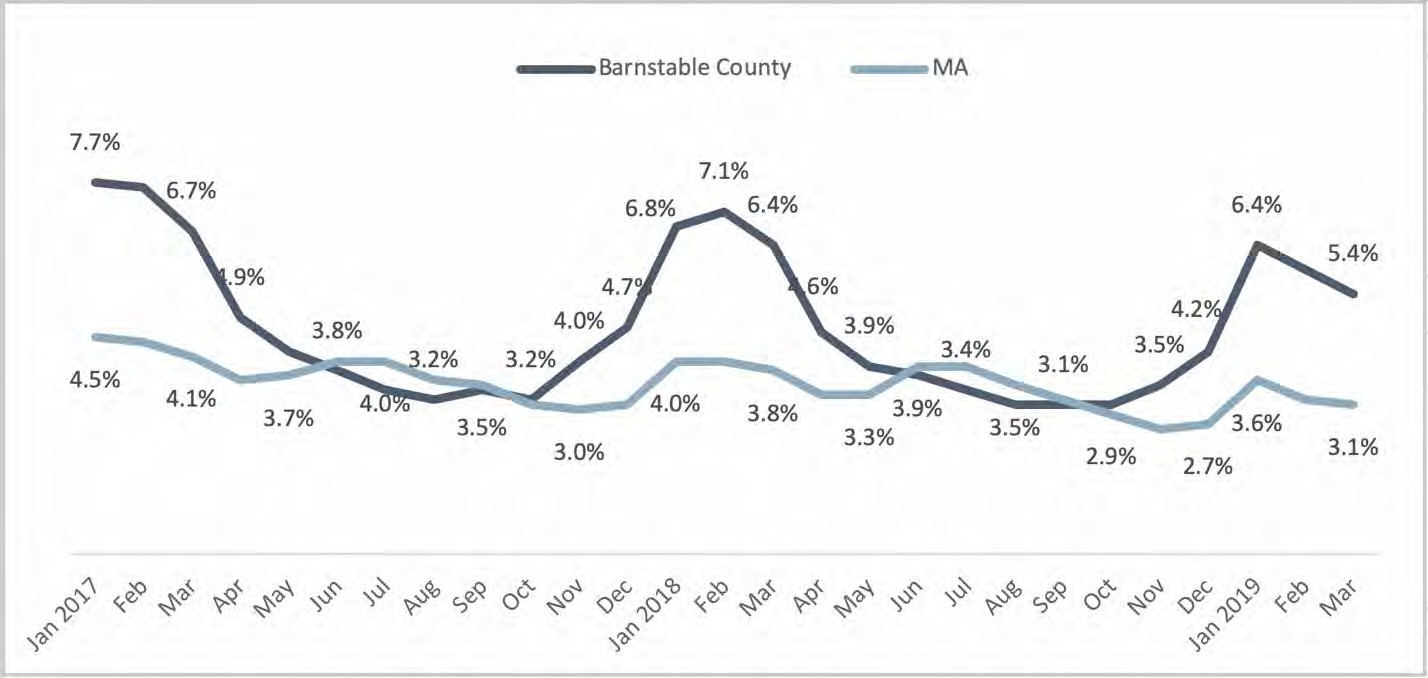 Barnstable County MA
7.7%
7.1%
6.7%
6.8%
6.4%
6.4%
5.4%
4.9%
4.7%
4.6%
4.2%
3.8%
4.0%
3.9%
3.2%
3.2%
3.4%
3.1%
3.5%
4.5%
4.1%
3.7%
4.0%
3.5%
3.0%
4.0%
3.8%
3.3%
3.9%
3.5%
2.9%
2.7%
3.6%
3.1%
Jan 2017
Feb
Mar
Apr
May
Jun
Jul
Aug
Sep
Oct
Nov
Dec
Jan 2018
Feb
Mar
Apr
May
Jun
Jul
Aug
Sep
Oct
Nov
Dec
Jan 2019
Feb
Mar